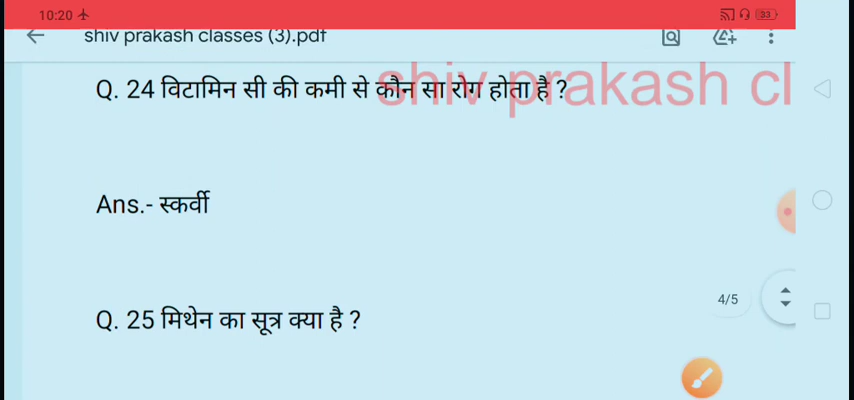 10:20
33
shiv prakash classes (3).pdf
shiv prakash cl
Q. 24 विटामिन सी की कमी से कौन सा रोग होता है ?
Ans.- स्कर्वी
4/5
Q. 25 मिथेन का सूत्र क्या है ?